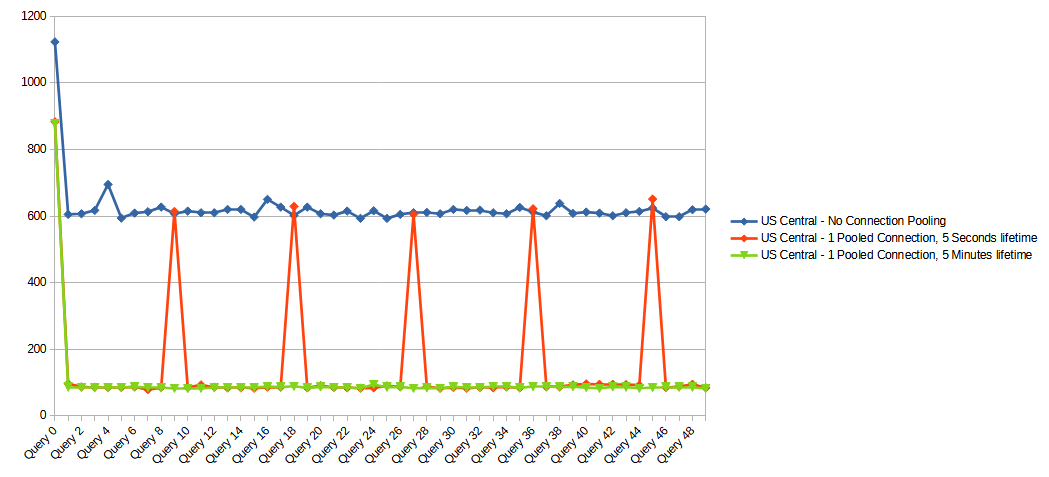 1200
1000
800
600
400
200
0
Query 0
Query 2
Query 4
Query 6
Query 8
Query 10
Query 12
Query 14
Query 16
Query 18
Query 20
Query 22
Query 24
Query 26
Query 28
Query 30
Query 32
Query 34
Query 36
Query 38
Query 40
Query 42
Query 44
Query 46
Query 48
US Central - No Connection Pooling
US Central - 1 Pooled Connection, 5 Seconds lifetime
US Central - 1 Pooled Connection, 5 Minutes lifetime